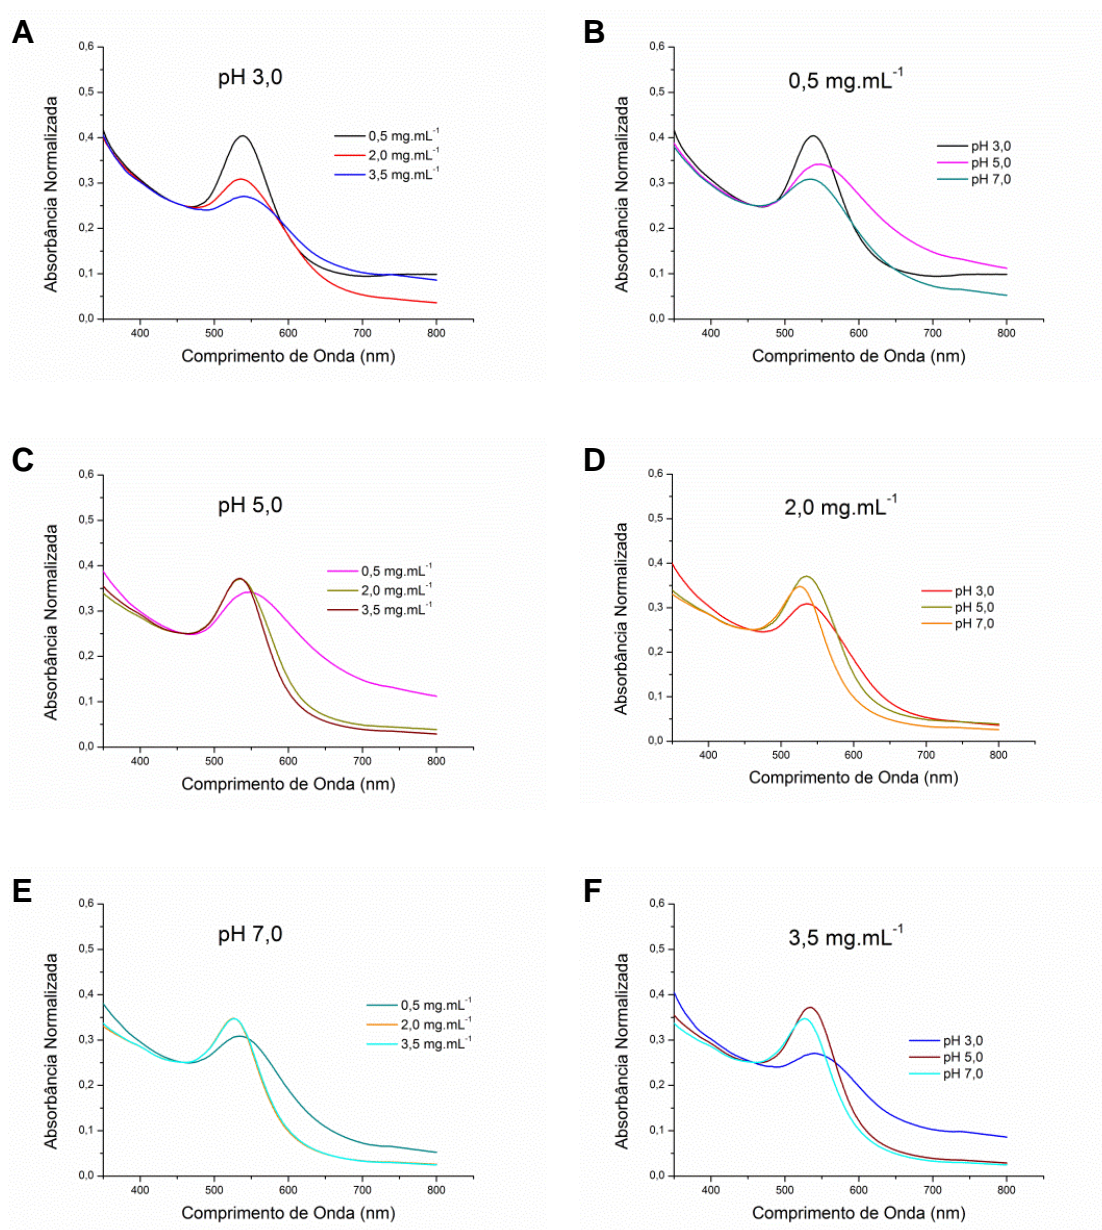 A
pH 3,0
0,5 mg.mL⁻¹
2,0 mg.mL⁻¹
3,5 mg.mL⁻¹
Absorbância Normalizada
0,6
0,5
0,4
0,3
0,2
0,1
0,0
400 500 600 700 800
Comprimento de Onda (nm)
B
0,5 mg.mL⁻¹
pH 3,0
pH 5,0
pH 7,0
Absorbância Normalizada
0,6
0,5
0,4
0,3
0,2
0,1
0,0
400 500 600 700 800
Comprimento de Onda (nm)
C
pH 5,0
0,5 mg.mL⁻¹
2,0 mg.mL⁻¹
3,5 mg.mL⁻¹
Absorbância Normalizada
0,6
0,5
0,4
0,3
0,2
0,1
0,0
400 500 600 700 800
Comprimento de Onda (nm)
D
2,0 mg.mL⁻¹
pH 3,0
pH 5,0
pH 7,0
Absorbância Normalizada
0,6
0,5
0,4
0,3
0,2
0,1
0,0
400 500 600 700 800
Comprimento de Onda (nm)
E
pH 7,0
0,5 mg.mL⁻¹
2,0 mg.mL⁻¹
3,5 mg.mL⁻¹
Absorbância Normalizada
0,6
0,5
0,4
0,3
0,2
0,1
0,0
400 500 600 700 800
Comprimento de Onda (nm)
F
3,5 mg.mL⁻¹
pH 3,0
pH 5,0
pH 7,0
Absorbância Normalizada
0,6
0,5
0,4
0,3
0,2
0,1
0,0
400 500 600 700 800
Comprimento de Onda (nm)